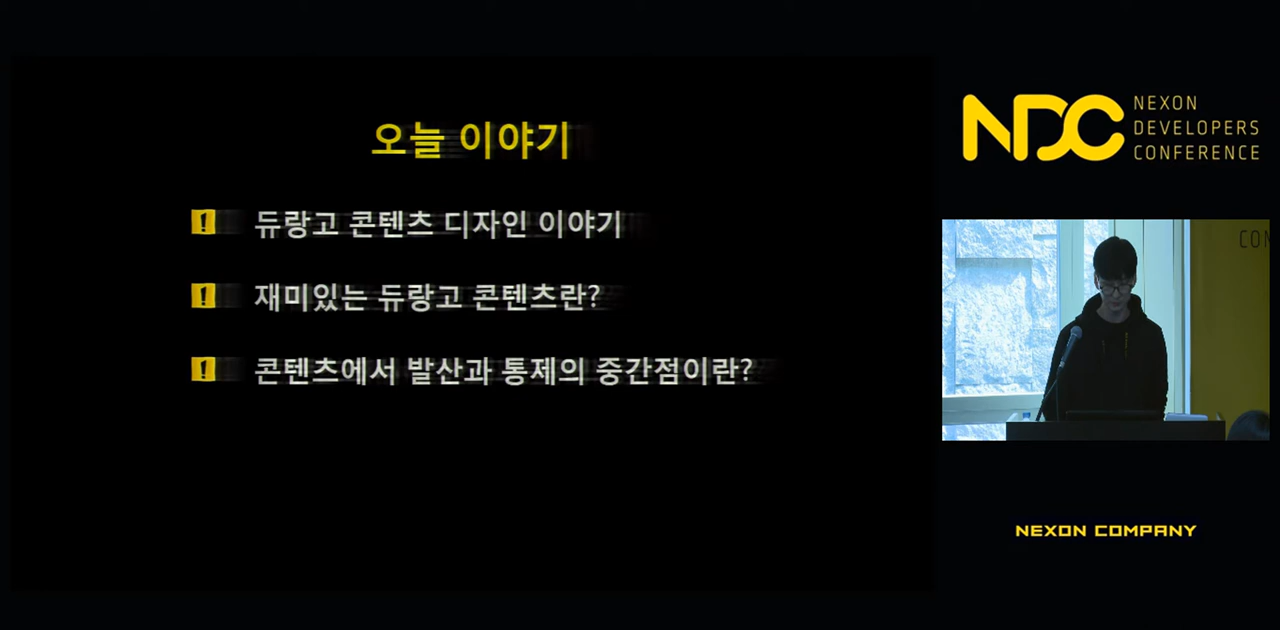 오늘 이야기
! 듀랑고 콘텐츠 디자인 이야기
! 재미있는 듀랑고 콘텐츠란?
! 콘텐츠에서 발산과 통제의 중간점이란?
NDC
NEXON
DEVELOPERS
CONFERENCE
NEXON COMPANY